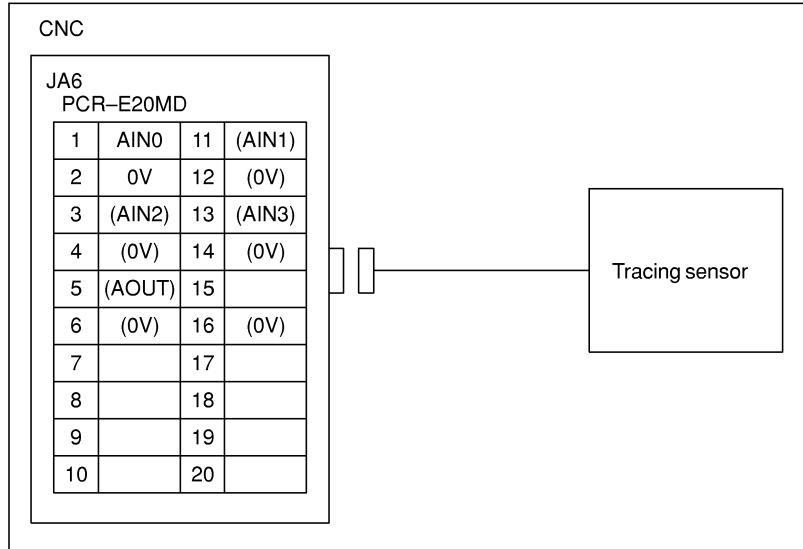 CNC
JA6
PCR–E20MD
1 AIN0 11 (AIN1)
2 0V 12 (0V)
3 (AIN2) 13 (AIN3)
4 (0V) 14 (0V)
5 (AOUT) 15
6 (0V) 16 (0V)
7 17
8 18
9 19
10 20
Tracing sensor